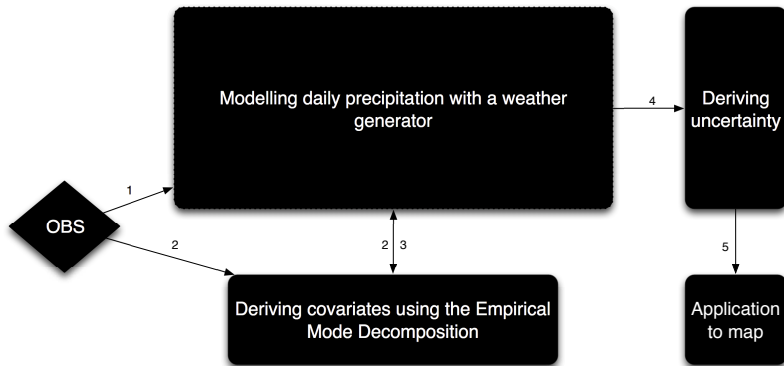 Modelling daily precipitation with a weather
generator
4
Deriving
uncertainty
1
OBS
2
2
3
5
Deriving covariates using the Empirical
Mode Decomposition
Application
to map